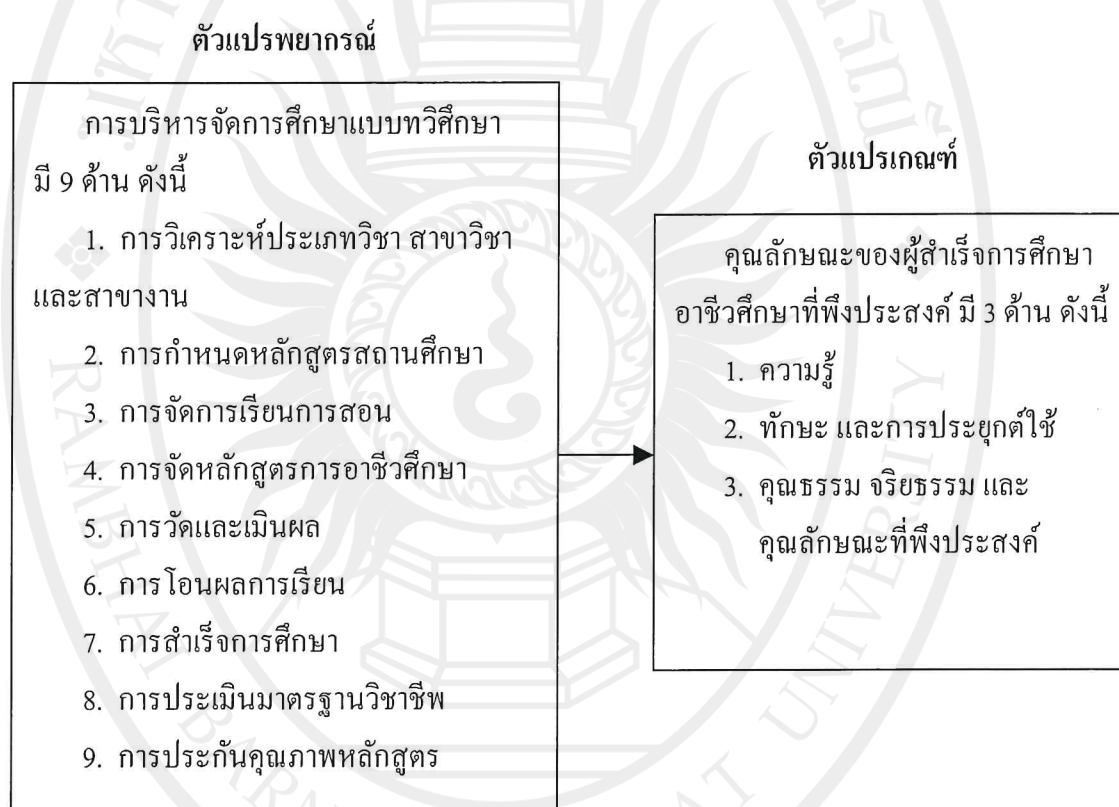 ตัวแปรพยากรณ์
การบริหารจัดการศึกษาแบบทวิศึกษา
มี 9 ด้าน ดังนี้
1. การวิเคราะห์ประเภทวิชา สาขาวิชา
และสาขางาน
2. การกำหนดหลักสูตรสถานศึกษา
3. การจัดการเรียนการสอน
4. การจัดหลักสูตรการอาชีวศึกษา
5. การวัดและเมินผล
6. การโอนผลการเรียน
7. การสำเร็จการศึกษา
8. การประเมินมาตรฐานวิชาชีพ
9. การประกันคุณภาพหลักสูตร
ตัวแปรเกณฑ์
คุณลักษณะของผู้สำเร็จการศึกษา
อาชีวศึกษาที่พึงประสงค์ มี 3 ด้าน ดังนี้
1. ความรู้
2. ทักษะ และการประยุกต์ใช้
3. คุณธรรม จริยธรรม และ
คุณลักษณะที่พึงประสงค์